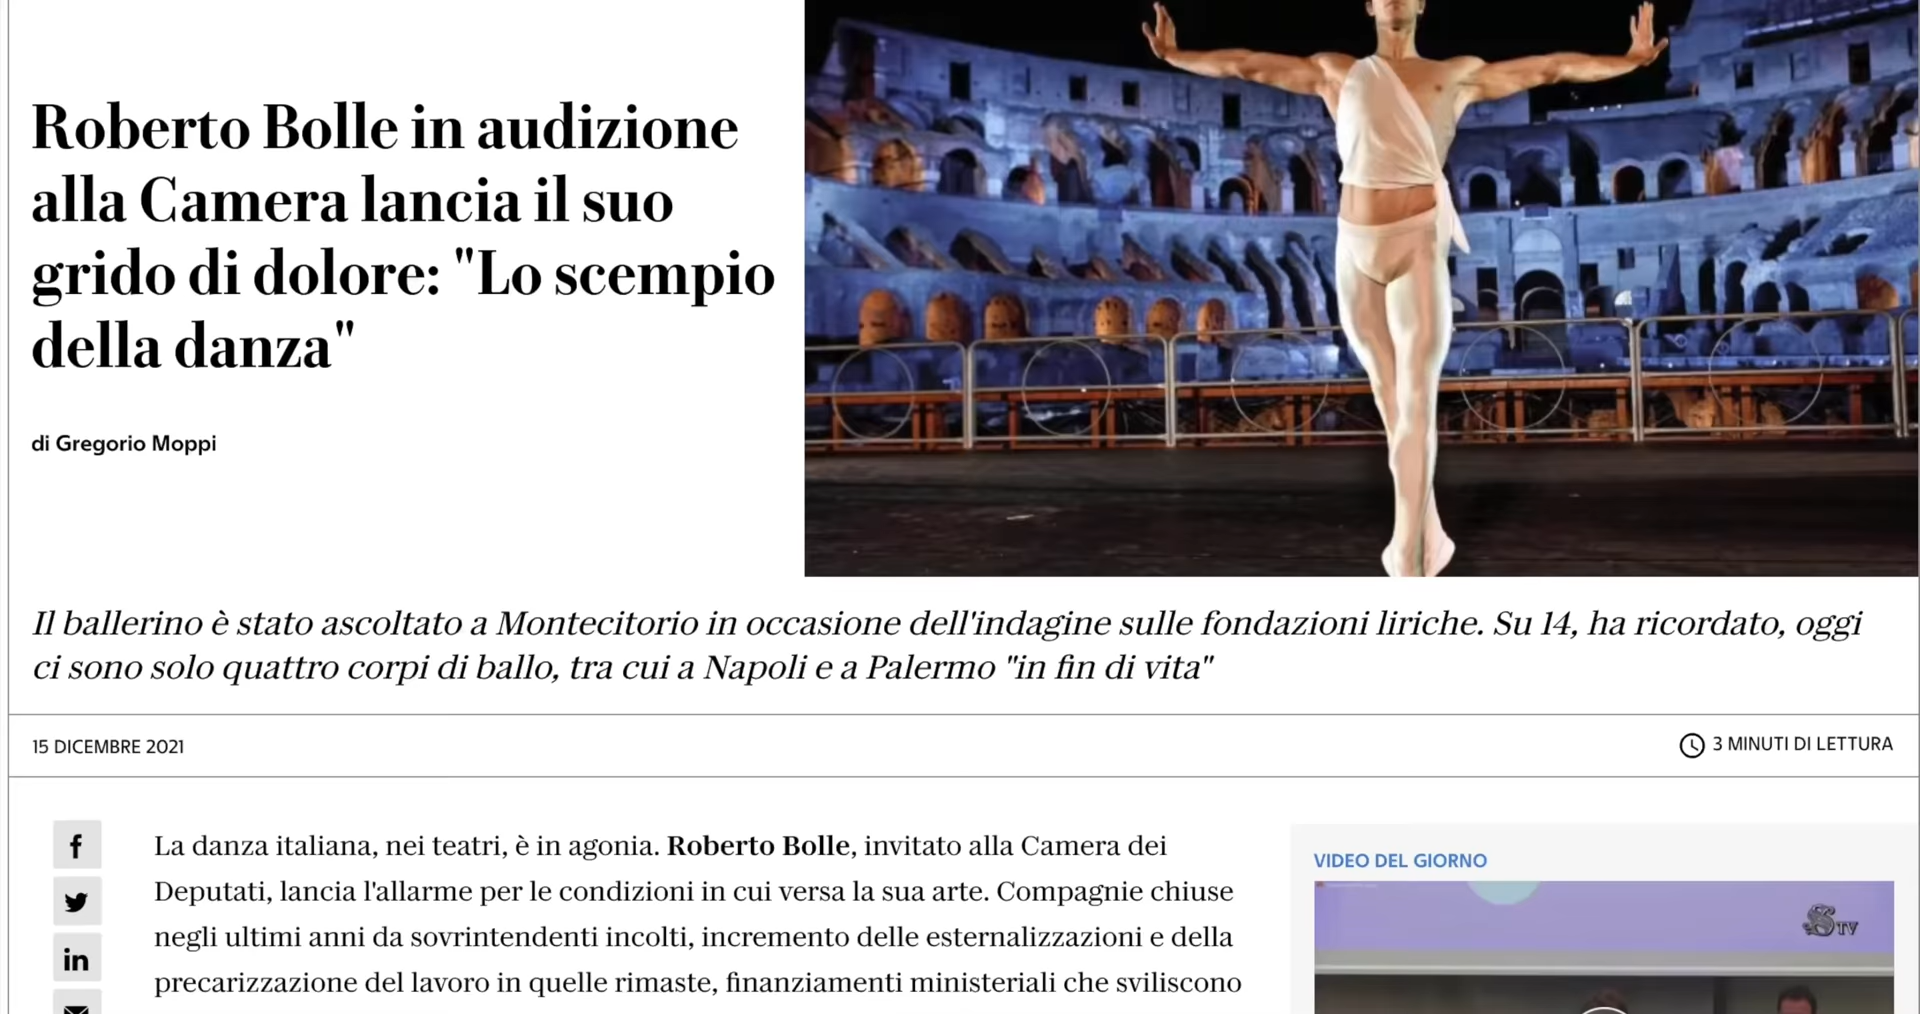 Roberto Bolle in audizione
alla Camera lancia il suo
grido di dolore: "Lo scempio
della danza"
di Gregorio Moppi
Il ballerino è stato ascoltato a Montecitorio in occasione dell'indagine sulle fondazioni liriche. Su 14, ha ricordato, oggi
ci sono solo quattro corpi di ballo, tra cui a Napoli e a Palermo "in fin di vita"
15 DICEMBRE 2021
3 MINUTI DI LETTURA
La danza italiana, nei teatri, è in agonia. Roberto Bolle, invitato alla Camera dei
Deputati, lancia l'allarme per le condizioni in cui versa la sua arte. Compagnie chiuse
negli ultimi anni da sovrintendenti incolti, incremento delle esternalizzazioni e della
precarizzazione del lavoro in quelle rimaste, finanziamenti ministeriali che sviliscono
VIDEO DEL GIORNO
STV